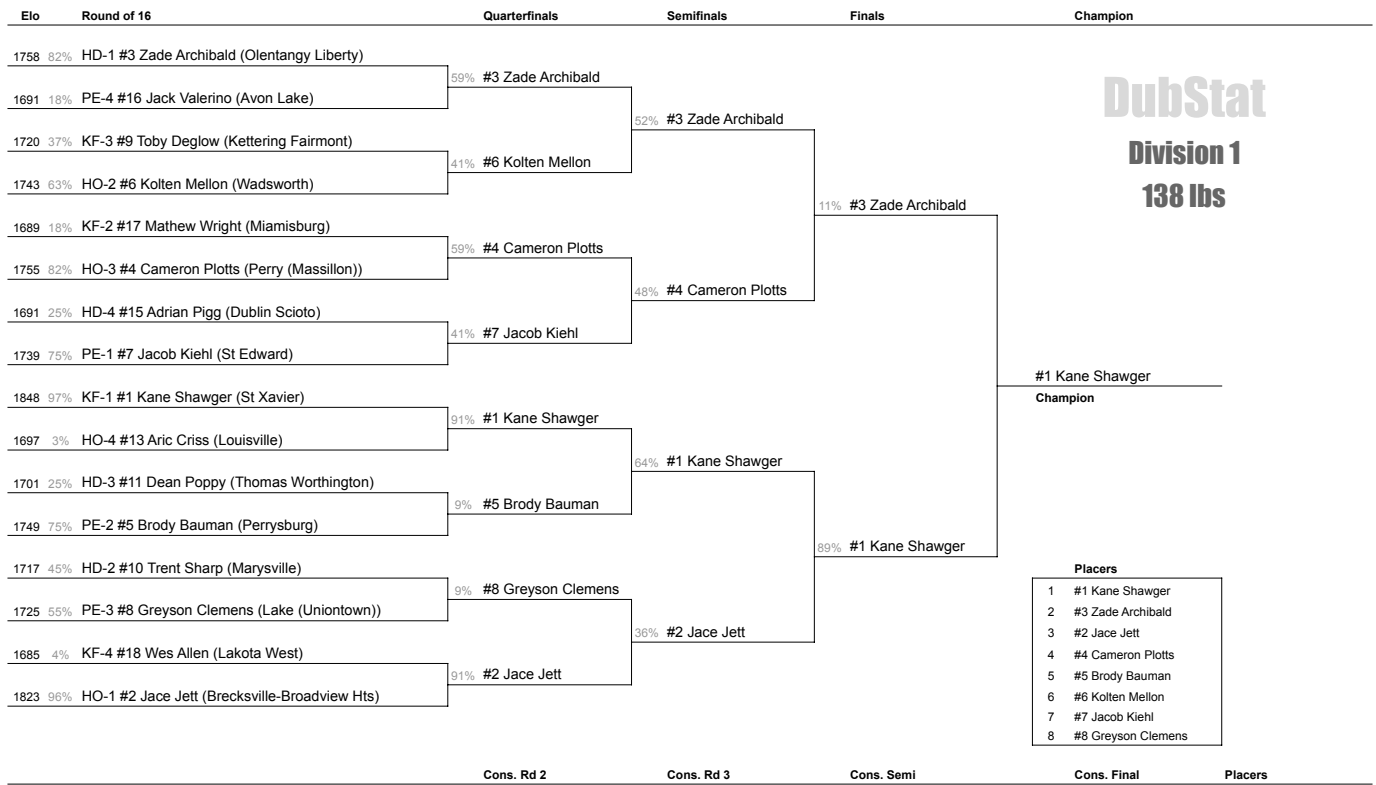 Elo Round of 16 Quarterfinals Semifinals Finals Champion
1758 82% HD-1 #3 Zade Archibald (Olentangy Liberty)
59% #3 Zade Archibald
DubStat
1691 18% PE-4 #16 Jack Valerino (Avon Lake)
52% #3 Zade Archibald
1720 37% KF-3 #9 Toby Deglow (Kettering Fairmont)
Division 1
41% #6 Kolten Mellon
1743 63% HO-2 #6 Kolten Mellon (Wadsworth)
138 lbs
11% #3 Zade Archibald
1689 18% KF-2 #17 Mathew Wright (Miamisburg)
59% #4 Cameron Plotts
1755 82% HO-3 #4 Cameron Plotts (Perry (Massillon))
48% #4 Cameron Plotts
1691 25% HD-4 #15 Adrian Pigg (Dublin Scioto)
41% #7 Jacob Kiehl
1739 75% PE-1 #7 Jacob Kiehl (St Edward)
#1 Kane Shawger
1848 97% KF-1 #1 Kane Shawger (St Xavier)
Champion
91% #1 Kane Shawger
1697 3% HO-4 #13 Aric Criss (Louisville)
64% #1 Kane Shawger
1701 25% HD-3 #11 Dean Poppy (Thomas Worthington)
9% #5 Brody Bauman
1749 75% PE-2 #5 Brody Bauman (Perrysburg)
89% #1 Kane Shawger
1717 45% HD-2 #10 Trent Sharp (Marysville)
9% #8 Greyson Clemens
1725 55% PE-3 #8 Greyson Clemens (Lake (Uniontown))
36% #2 Jace Jett
1685 4% KF-4 #18 Wes Allen (Lakota West)
91% #2 Jace Jett
1823 96% HO-1 #2 Jace Jett (Brecksville-Broadview Hts)
Placers
1 #1 Kane Shawger
2 #3 Zade Archibald
3 #2 Jace Jett
4 #4 Cameron Plotts
5 #5 Brody Bauman
6 #6 Kolten Mellon
7 #7 Jacob Kiehl
8 #8 Greyson Clemens
Cons. Rd 2 Cons. Rd 3 Cons. Semi Cons. Final Placers